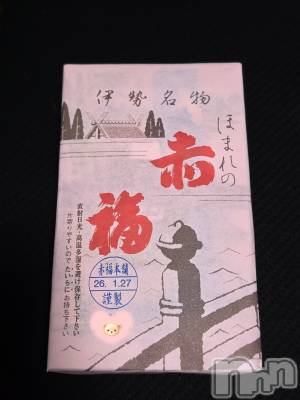 伊勢名物
ほまれの
赤福
直射日光・高温多湿を避け保存して下さい
片寄りやすいのでたいらにお持ち下さい
赤福本舗
26.1.27
謹製